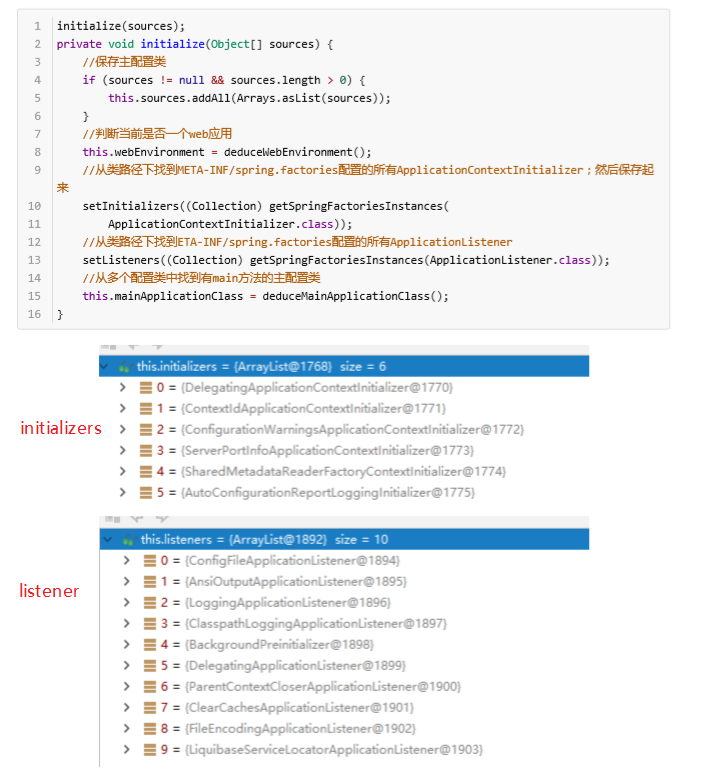 1 initialize(sources);
2 private void initialize(Object[] sources) {
3 //保存主配置类
4 if (sources != null && sources.length > 0) {
5 this.sources.addAll(Arrays.asList(sources));
6 }
7 //判断当前是否一个web应用
8 this.webEnvironment = deduceWebEnvironment();
9 //从类路径下找到META-INF/spring.factories配置的所有ApplicationContextInitializer；然后保存起
来
10 setInitializers((Collection) getSpringFactoriesInstances(
11 ApplicationContextInitializer.class));
12 //从类路径下找到ETA-INF/spring.factories配置的所有ApplicationListener
13 setListeners((Collection) getSpringFactoriesInstances(ApplicationListener.class));
14 //从多个配置类中找到有main方法的主配置类
15 this.mainApplicationClass = deduceMainApplicationClass();
16 }
this.initializers = {ArrayList@1768} size = 6
0 = {DelegatingApplicationContextInitializer@1770}
1 = {ContextIdApplicationContextInitializer@1771}
initializers
2 = {ConfigurationWarningsApplicationContextInitializer@1772}
3 = {ServerPortInfoApplicationContextInitializer@1773}
4 = {SharedMetadataReaderFactoryContextInitializer@1774}
5 = {AutoConfigurationReportLoggingInitializer@1775}
this.listeners = {ArrayList@1892} size = 10
0 = {ConfigFileApplicationListener@1894}
1 = {AnsiOutputApplicationListener@1895}
listener
2 = {LoggingApplicationListener@1896}
3 = {ClasspathLoggingApplicationListener@1897}
4 = {BackgroundPreinitializer@1898}
5 = {DelegatingApplicationListener@1899}
6 = {ParentContextCloserApplicationListener@1900}
7 = {ClearCachesApplicationListener@1901}
8 = {FileEncodingApplicationListener@1902}
9 = {LiquibaseServiceLocatorApplicationListener@1903}